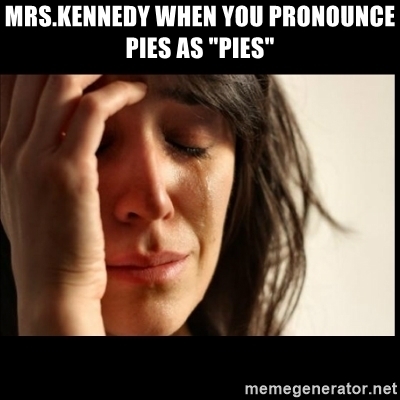 MRS.KENNEDY WHEN YOU PRONOUNCE
PIES AS "PIES"
memegenerator.net